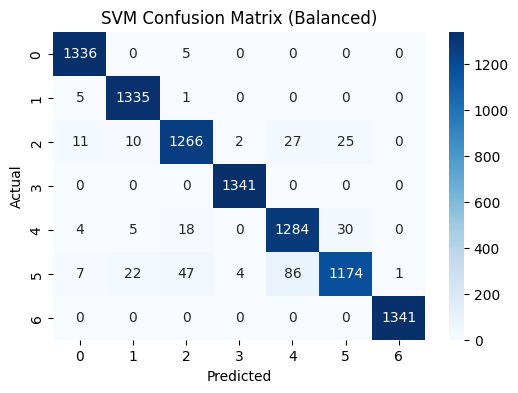 SVM Confusion Matrix (Balanced)
0 1336 0 5 0 0 0 0
1 5 1335 1 0 0 0 0
2 11 10 1266 2 27 25 0
3 0 0 0 1341 0 0 0
4 4 5 18 0 1284 30 0
5 7 22 47 4 86 1174 1
6 0 0 0 0 0 0 1341
0 1 2 3 4 5 6
Predicted
Actual
1200
1000
800
600
400
200
0